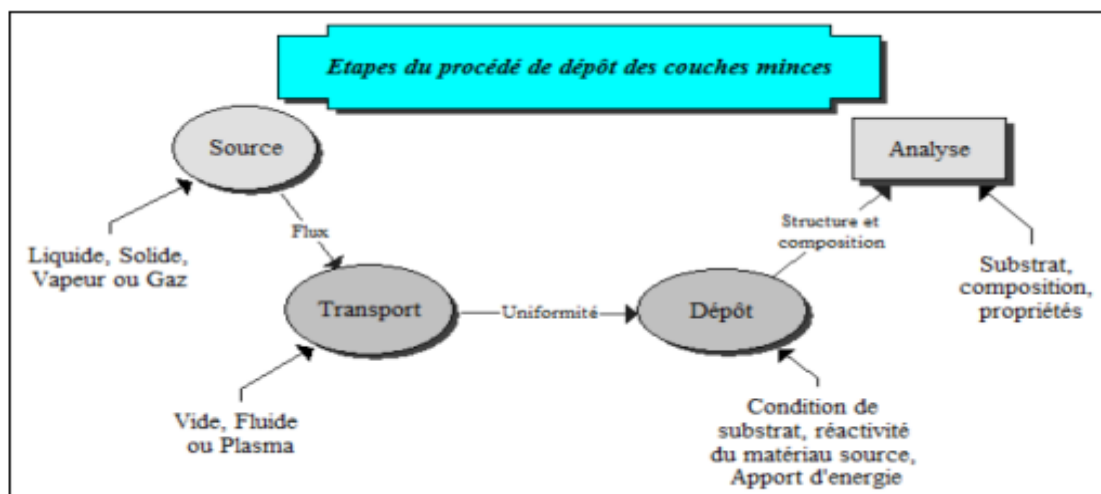 Etapes du procédé de dépôt des couches minces
Source
Analyse
Flux
Structure et
composition
Liquide, Solide,
Vapeur ou Gaz
Substrat,
composition,
propriétés
Transport
Uniformité
Dépôt
Vide, Fluide
ou Plasma
Condition de
substrat, réactivité
du matériau source,
Apport d'energie